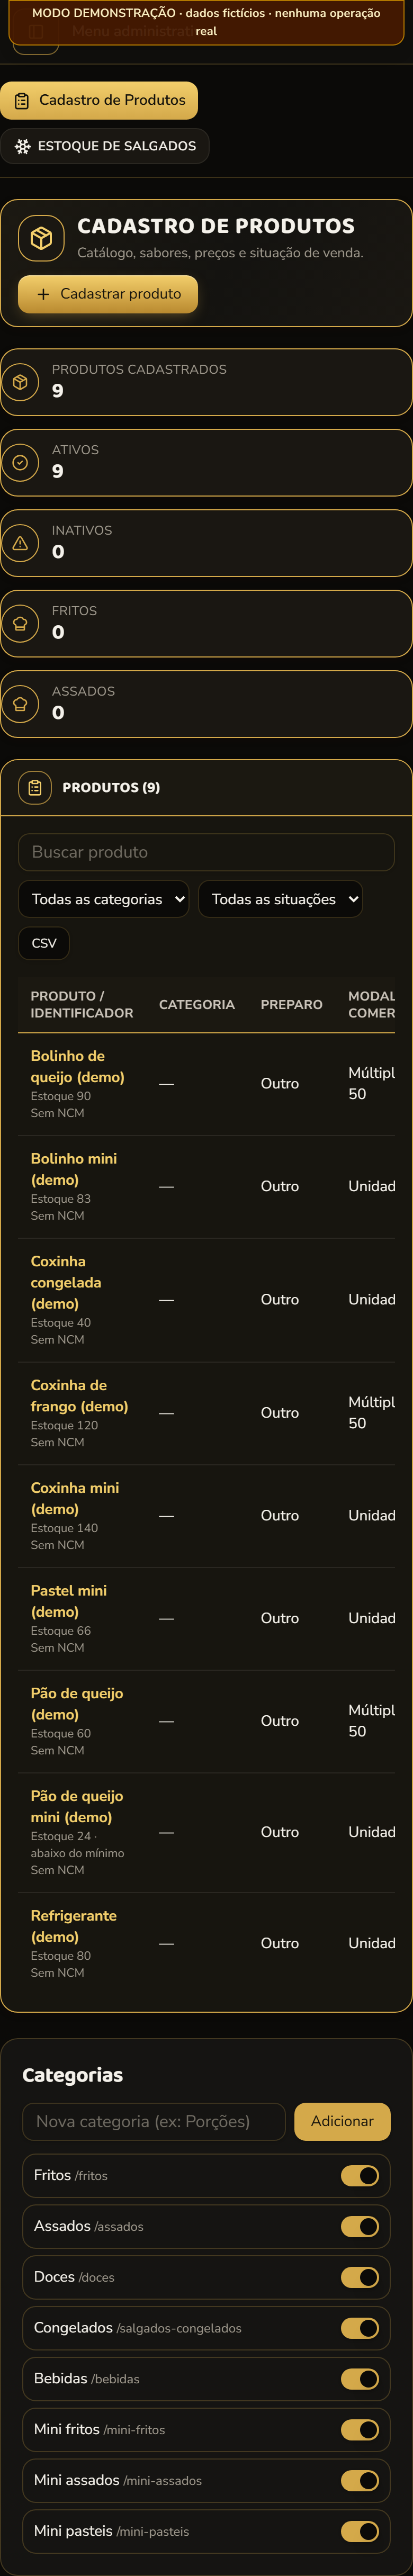 MODO DEMONSTRAÇÃO · dados fictícios · nenhuma operação
real
Menu administrati
Cadastro de Produtos
ESTOQUE DE SALGADOS
CADASTRO DE PRODUTOS
Catálogo, sabores, preços e situação de venda.
Cadastrar produto
PRODUTOS CADASTRADOS
9
ATIVOS
9
INATIVOS
0
FRITOS
0
ASSADOS
0
PRODUTOS (9)
Buscar produto
Todas as categorias
Todas as situações
CSV
PRODUTO / IDENTIFICADOR
CATEGORIA
PREPARO
MODAL
COMER
Bolinho de
queijo (demo)
Estoque 90
Sem NCM
—
Outro
Múltipl
50
Bolinho mini
(demo)
Estoque 83
Sem NCM
—
Outro
Unidad
Coxinha
congelada
(demo)
Estoque 40
Sem NCM
—
Outro
Unidad
Coxinha de
frango (demo)
Estoque 120
Sem NCM
—
Outro
Múltipl
50
Coxinha mini
(demo)
Estoque 140
Sem NCM
—
Outro
Unidad
Pastel mini
(demo)
Estoque 66
Sem NCM
—
Outro
Unidad
Pão de queijo
(demo)
Estoque 60
Sem NCM
—
Outro
Múltipl
50
Pão de queijo
mini (demo)
Estoque 24 ·
abaixo do mínimo
Sem NCM
—
Outro
Unidad
Refrigerante
(demo)
Estoque 80
Sem NCM
—
Outro
Unidad
Categorias
Nova categoria (ex: Porções)
Adicionar
Fritos /fritos
Assados /assados
Doces /doces
Congelados /salgados-congelados
Bebidas /bebidas
Mini fritos /mini-fritos
Mini assados /mini-assados
Mini pasteis /mini-pasteis